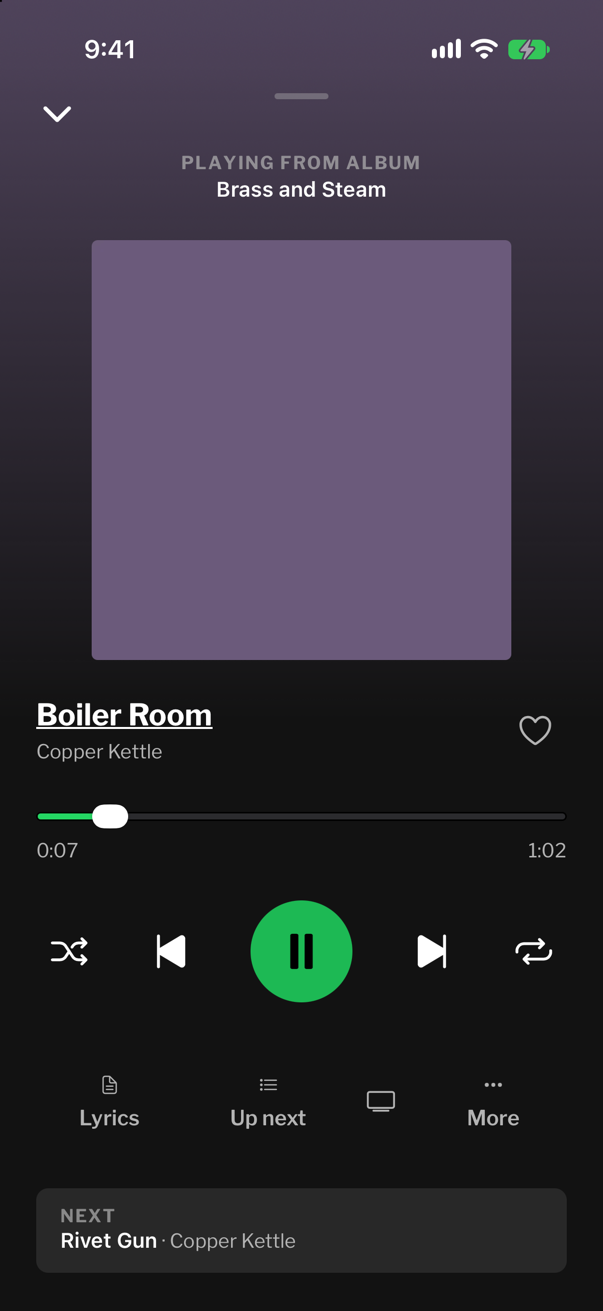 9:41
PLAYING FROM ALBUM
Brass and Steam
Boiler Room
Copper Kettle
0:07 1:02
Lyrics Up next More
NEXT
Rivet Gun · Copper Kettle